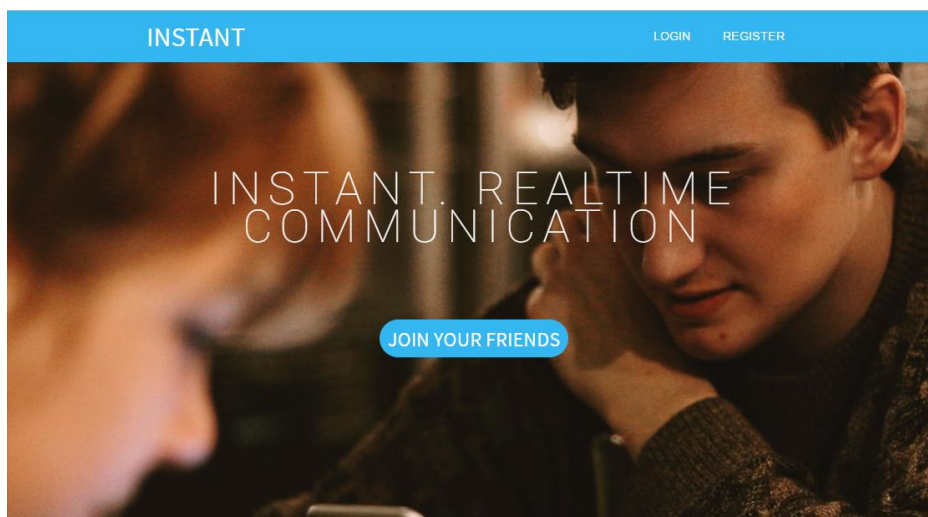 INSTANT
LOGIN REGISTER
INSTANT. REALTIME
COMMUNICATION
JOIN YOUR FRIENDS